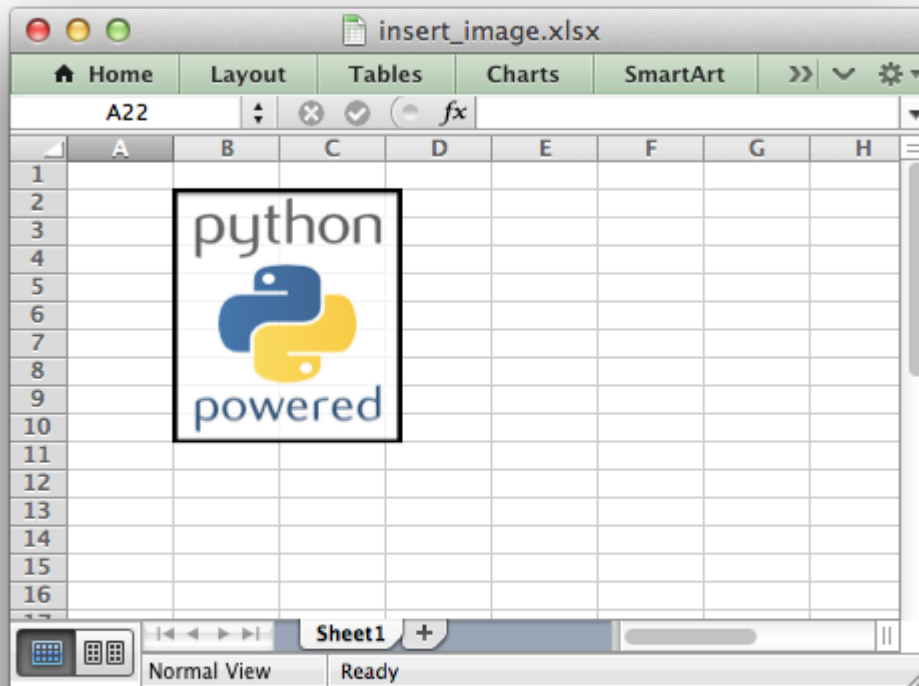 insert_image.xlsx
Home Layout Tables Charts SmartArt
A22 fx
A B C D E F G H
1
2
3
4
5
6
7
8
9
10
11
12
13
14
15
16
17
python
powered
Sheet1 +
Normal View Ready